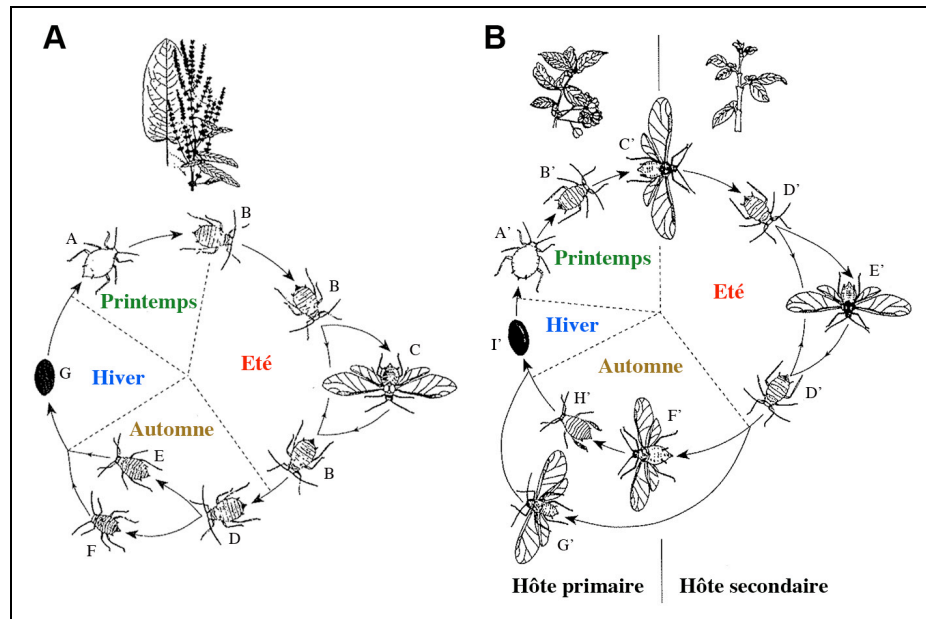 A
B
A
B
B
C
B
D
E
F
G
Printemps
Hiver
Eté
Automne
A’
B’
C’
D’
E’
D’
F’
G’
H’
I’
Printemps
Hiver
Eté
Automne
Hôte primaire
Hôte secondaire